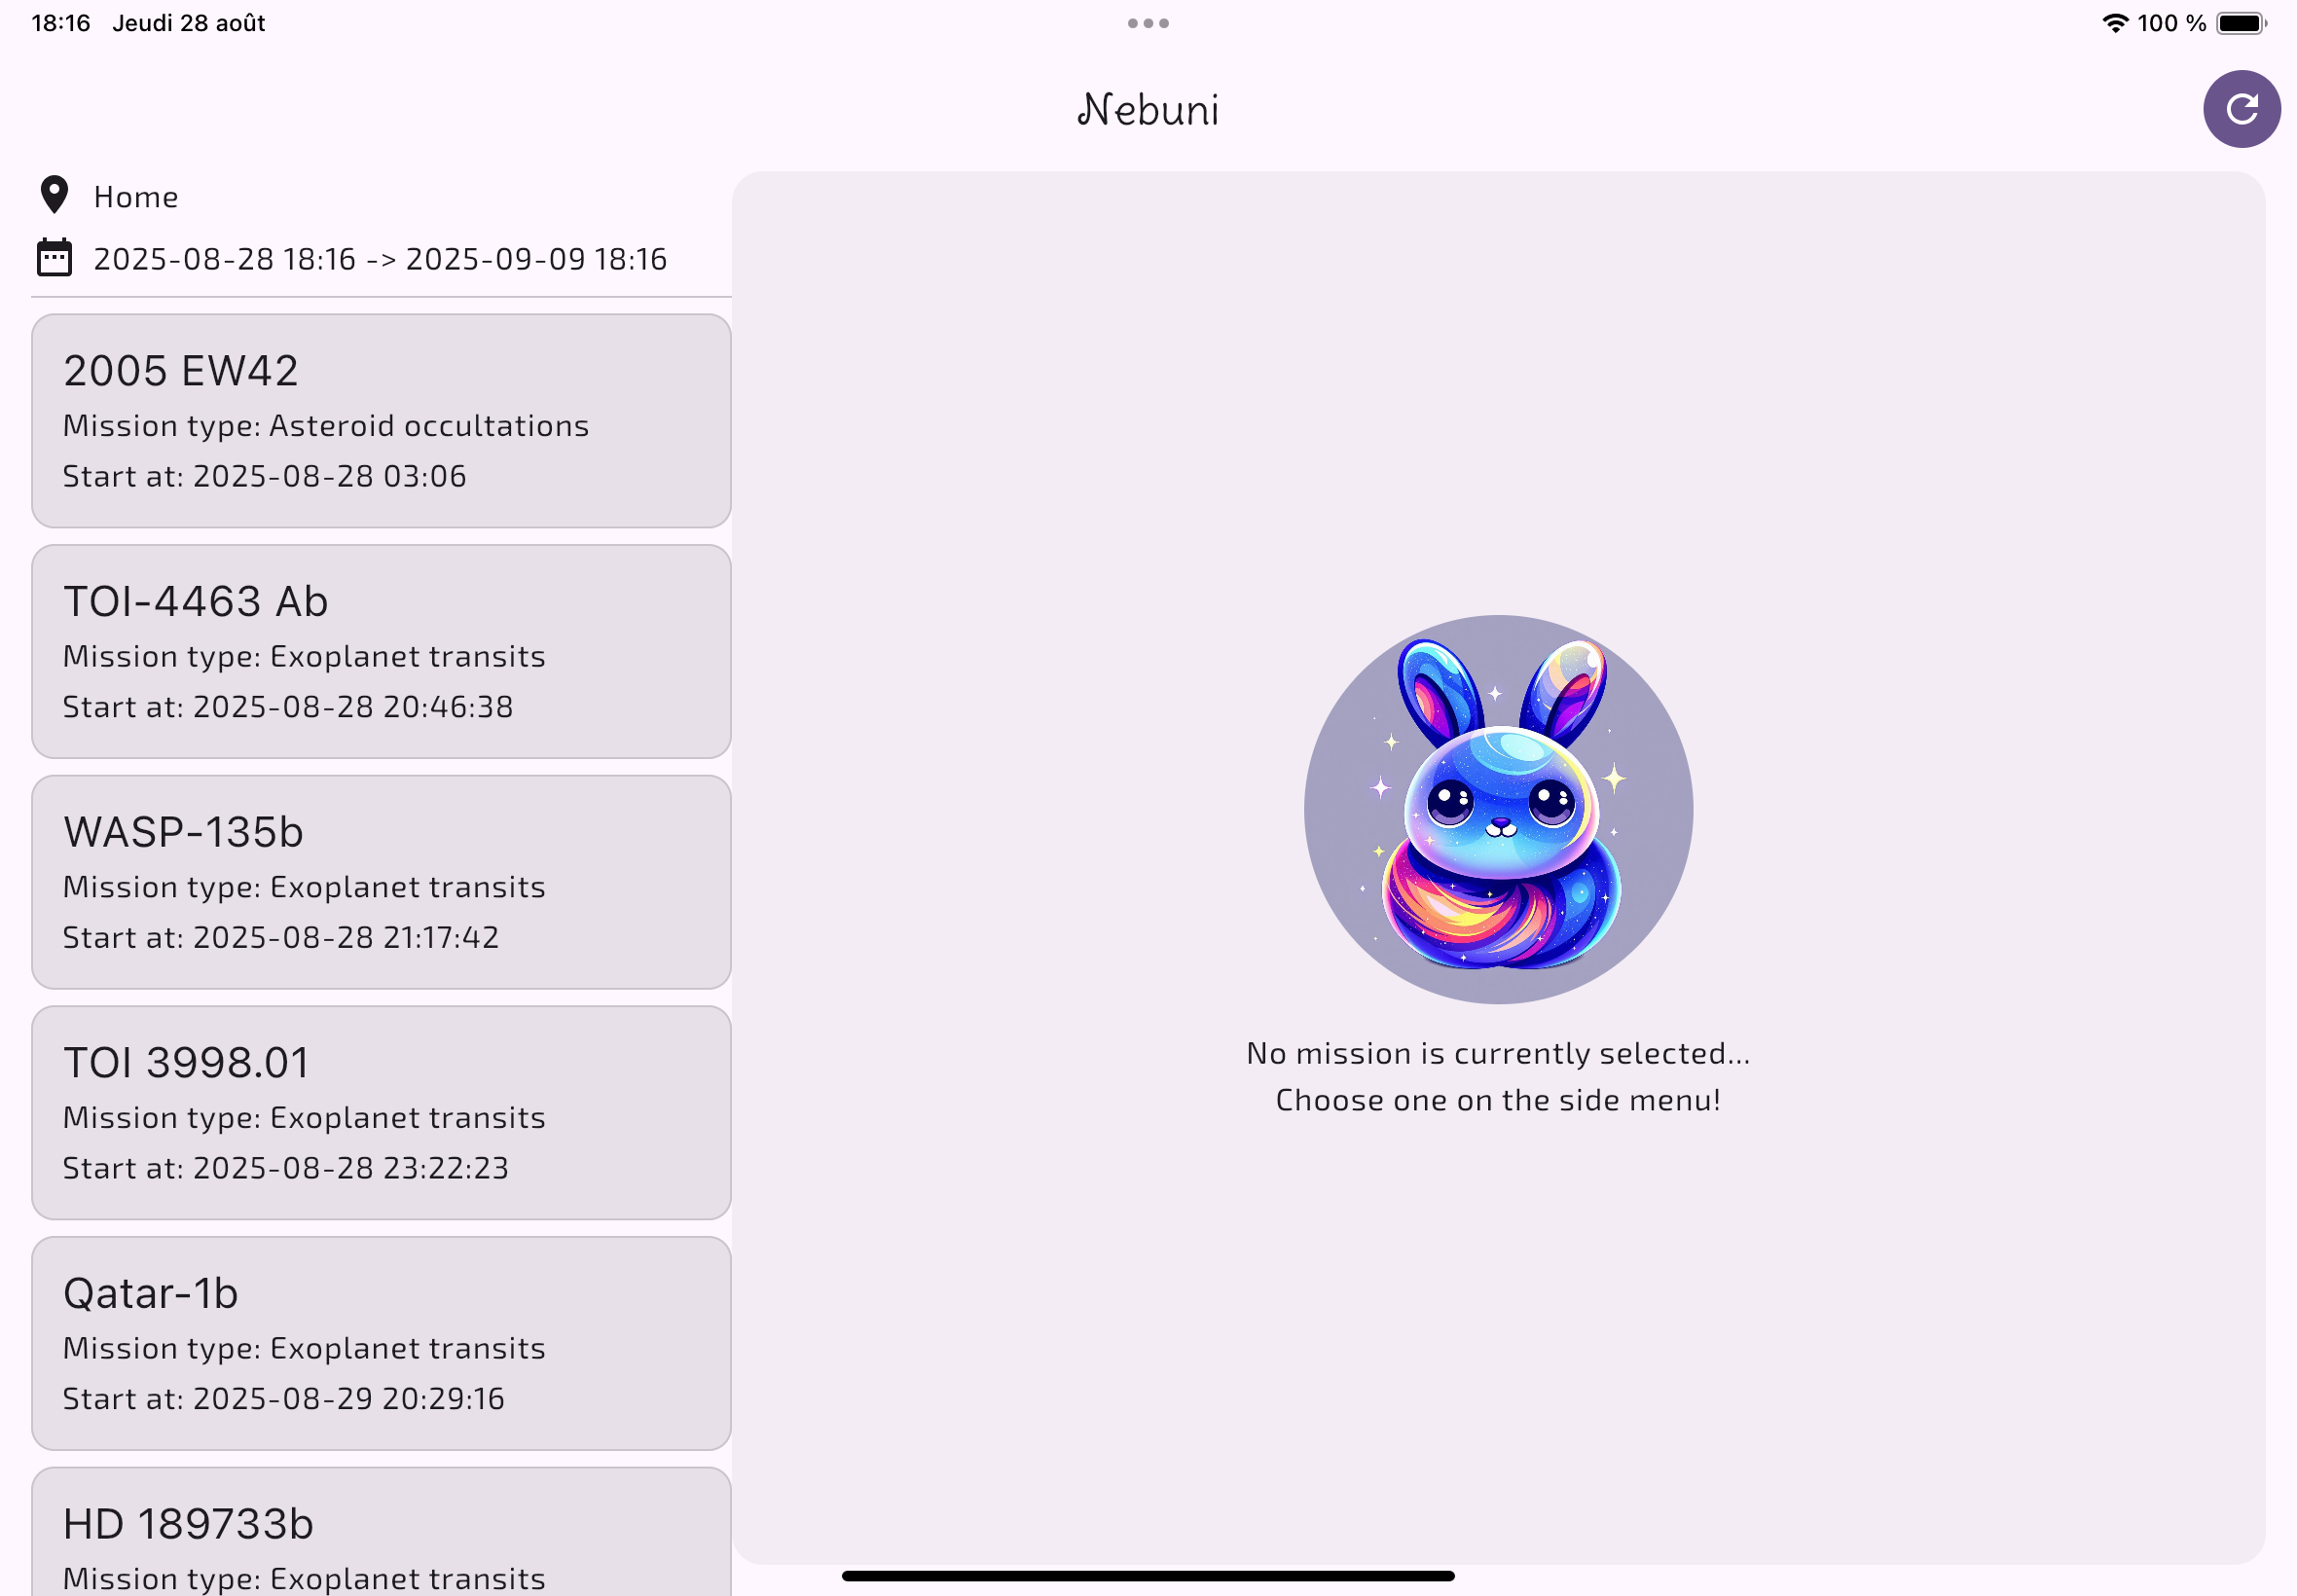 18:16 Jeudi 28 août
100 %
Nebuni
Home
2025-08-28 18:16 -> 2025-09-09 18:16
2005 EW42
Mission type: Asteroid occultations
Start at: 2025-08-28 03:06
TOI-4463 Ab
Mission type: Exoplanet transits
Start at: 2025-08-28 20:46:38
WASP-135b
Mission type: Exoplanet transits
Start at: 2025-08-28 21:17:42
TOI 3998.01
Mission type: Exoplanet transits
Start at: 2025-08-28 23:22:23
Qatar-1b
Mission type: Exoplanet transits
Start at: 2025-08-29 20:29:16
HD 189733b
Mission type: Exoplanet transits
No mission is currently selected...
Choose one on the side menu!